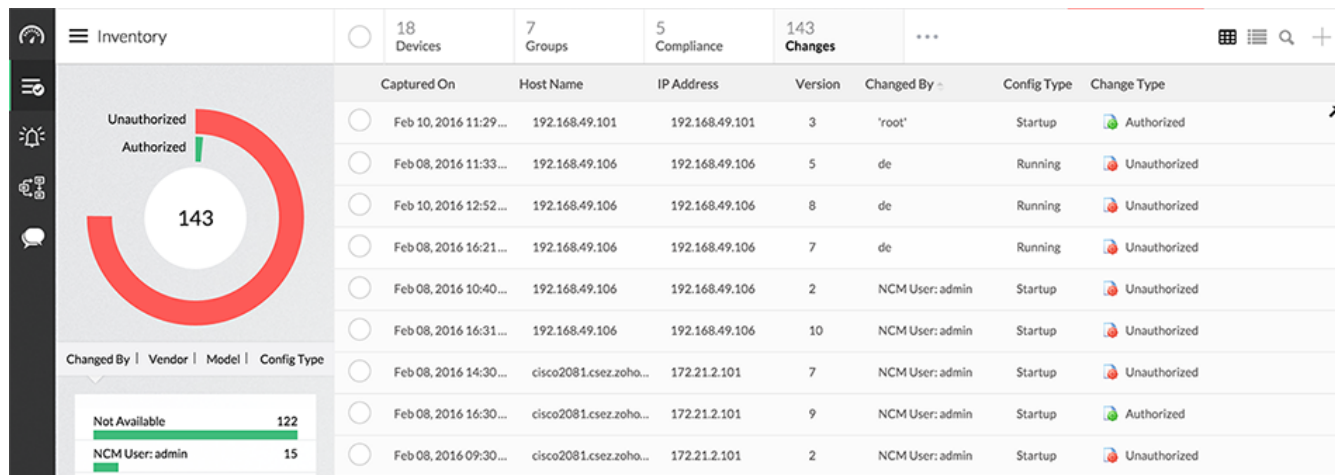 Inventory
18 7 5 143
Devices Groups Compliance Changes
Captured On Host Name IP Address Version Changed By Config Type Change Type
Unauthorized
Authorized
143
Feb 10, 2016 11:29... 192.168.49.101 192.168.49.101 3 'root' Startup Authorized
Feb 08, 2016 11:33... 192.168.49.106 192.168.49.106 5 de Running Unauthorized
Feb 10, 2016 12:52... 192.168.49.106 192.168.49.106 8 de Running Unauthorized
Feb 08, 2016 16:21... 192.168.49.106 192.168.49.106 7 de Running Unauthorized
Feb 08, 2016 10:40... 192.168.49.106 192.168.49.106 2 NCM User: admin Startup Unauthorized
Feb 08, 2016 16:31... 192.168.49.106 192.168.49.106 10 NCM User: admin Startup Unauthorized
Feb 08, 2016 14:30... cisco2081.csez.zoho... 172.21.2.101 7 NCM User: admin Startup Unauthorized
Feb 08, 2016 16:30... cisco2081.csez.zoho... 172.21.2.101 9 NCM User: admin Startup Authorized
Feb 08, 2016 09:30... cisco2081.csez.zoho... 172.21.2.101 2 NCM User: admin Startup Unauthorized
Changed By | Vendor | Model | Config Type
Not Available 122
NCM User: admin 15